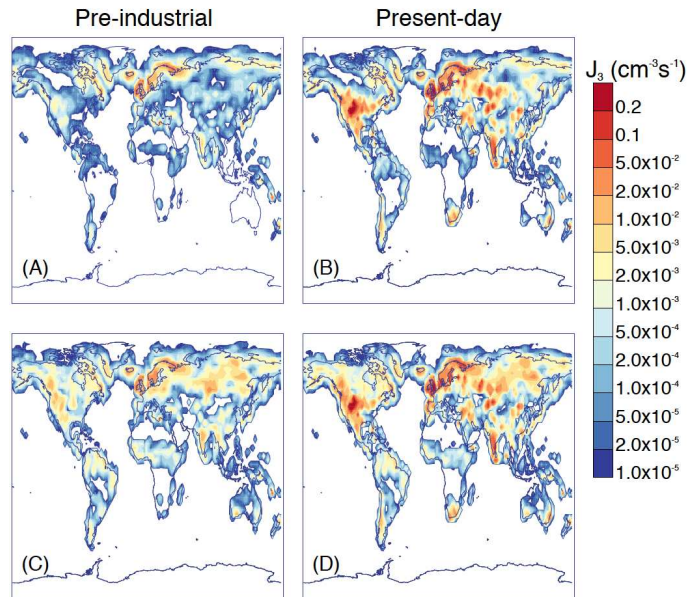 Pre-industrial
Present-day
J₃ (cm⁻³s⁻¹)
0.2
0.1
5.0x10⁻²
2.0x10⁻²
1.0x10⁻²
5.0x10⁻³
2.0x10⁻³
1.0x10⁻³
5.0x10⁻⁴
2.0x10⁻⁴
1.0x10⁻⁴
5.0x10⁻⁵
2.0x10⁻⁵
1.0x10⁻⁵
(A)
(B)
(C)
(D)